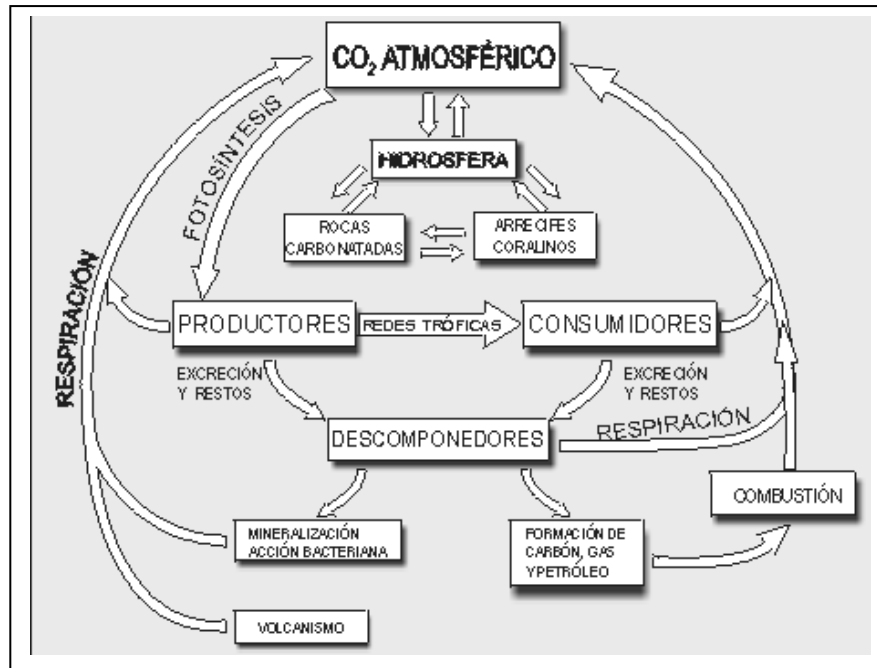 CO₂ ATMOSFÉRICO
FOTOSÍNTESIS
HIDROSFERA
ROCAS
CARBONATADAS
ARRECIFES
CORALINOS
RESPIRACIÓN
PRODUCTORES
REDES TRÓFICAS
CONSUMIDORES
EXCRECIÓN
Y RESTOS
EXCRECIÓN
Y RESTOS
DESCOMPONEDORES
RESPIRACIÓN
COMBUSTIÓN
MINERALIZACIÓN
ACCIÓN BACTERIANA
FORMACIÓN DE
CARBÓN, GAS
Y PETRÓLEO
VOLCANISMO